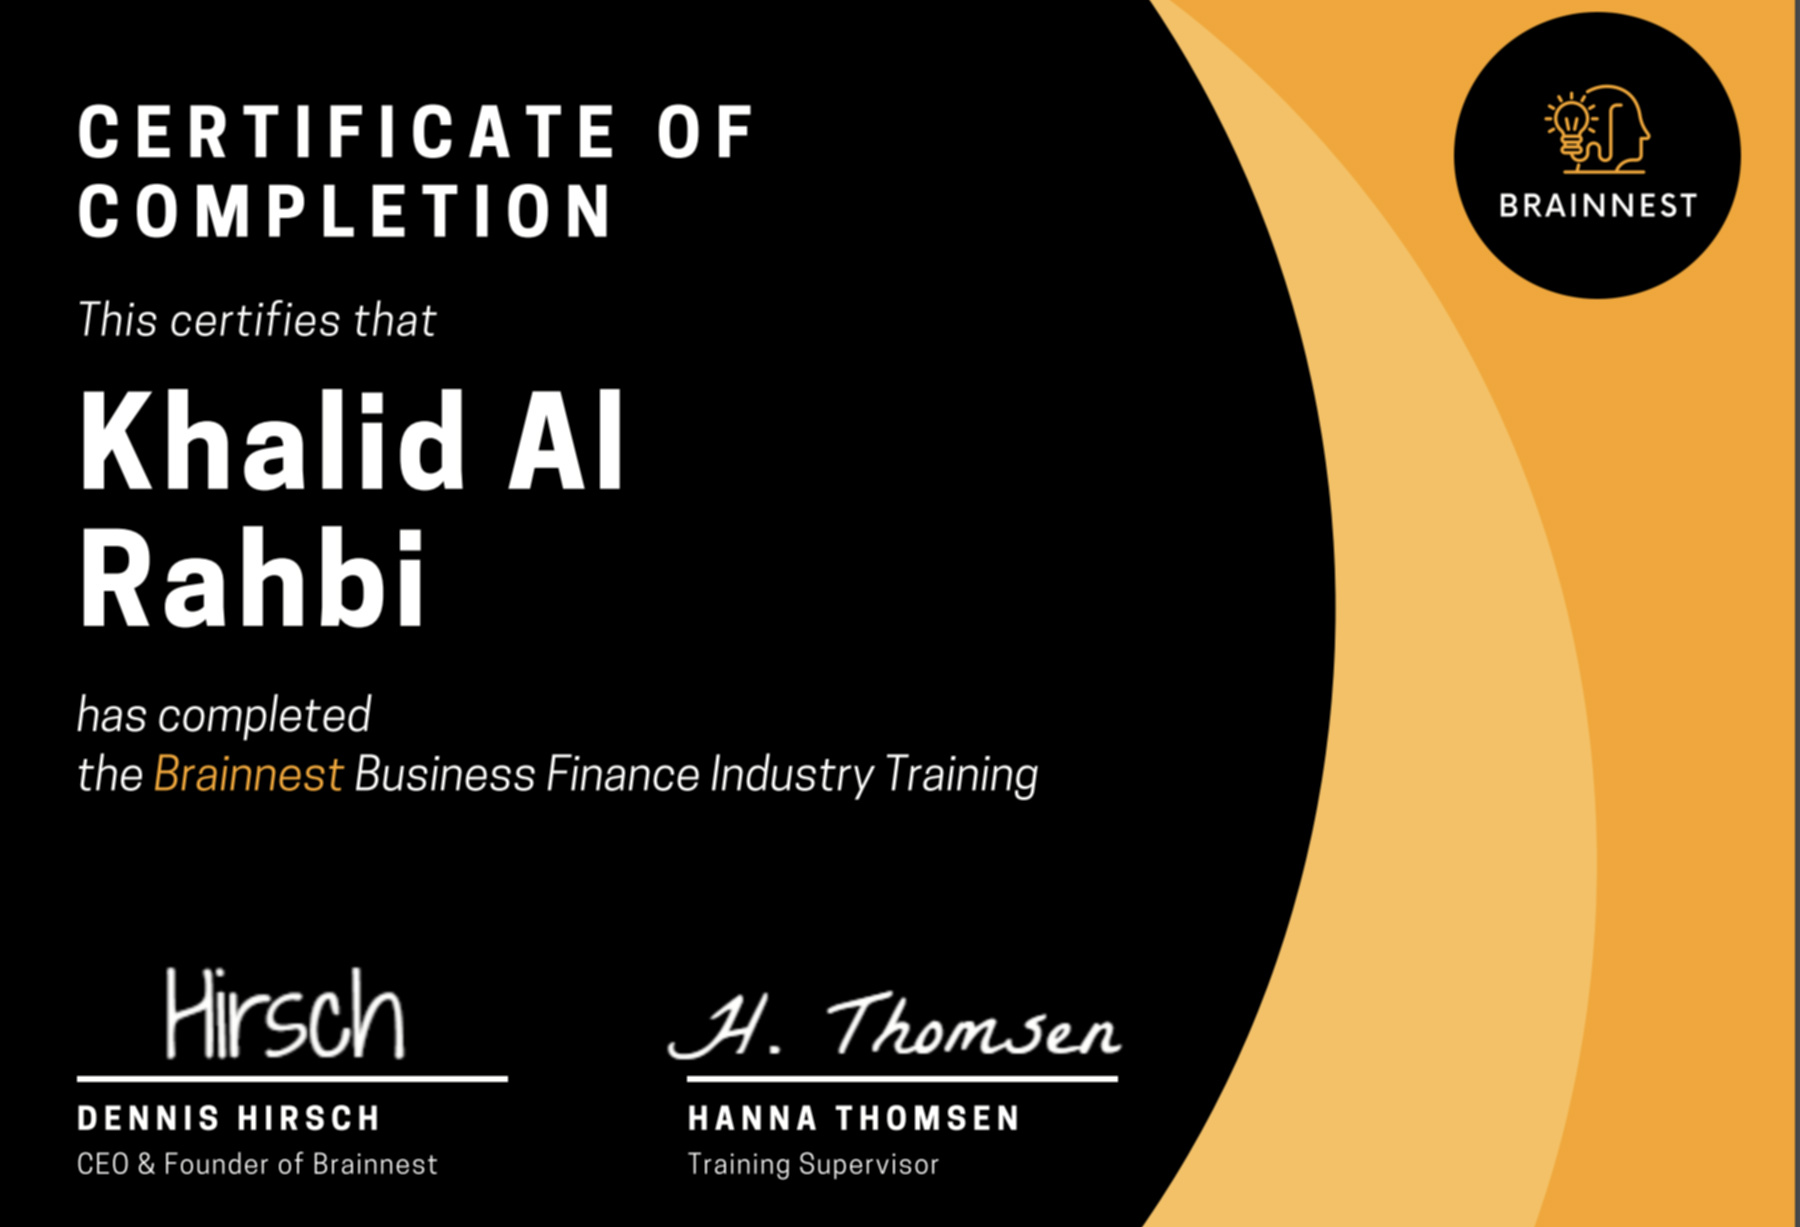 CERTIFICATE OF
COMPLETION
BRAINNEST
This certifies that
Khalid Al
Rahbi
has completed
the Brainnest Business Finance Industry Training
Hirsch
H. Thomsen
DENNIS HIRSCH
HANNA THOMSEN
CEO & Founder of Brainnest
Training Supervisor